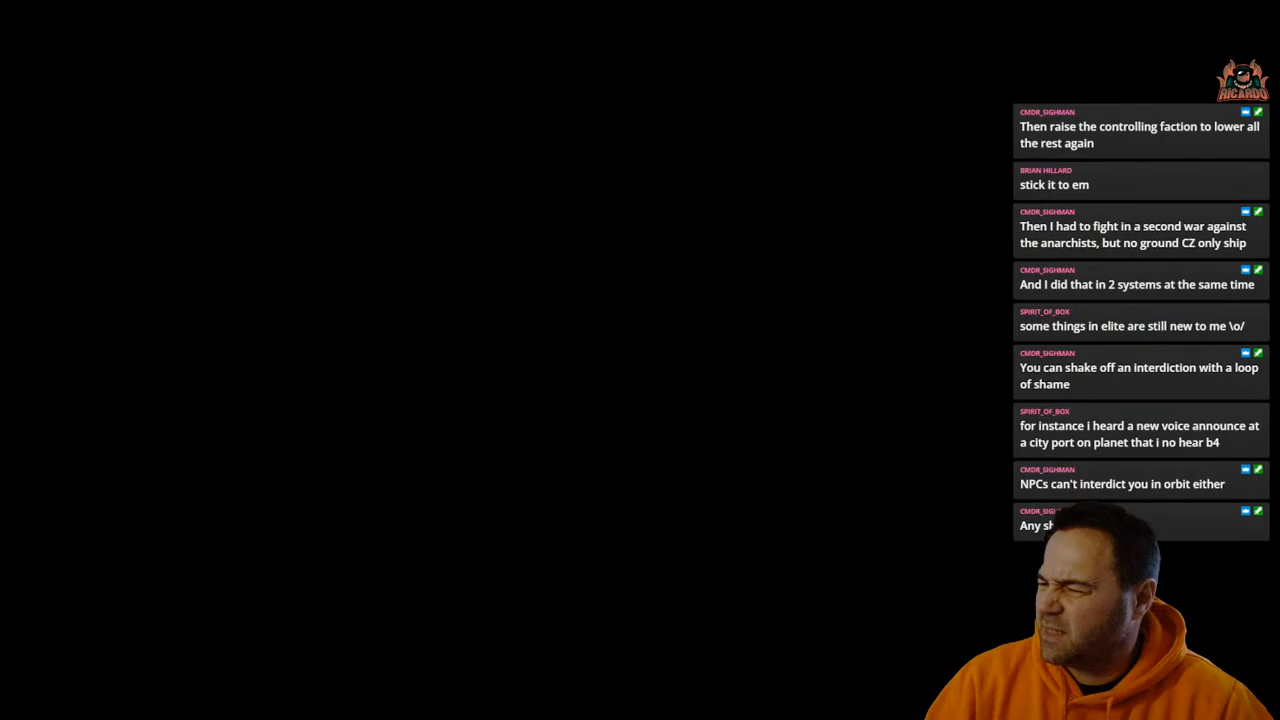 RICARDO
CMDR_SIGHMAN
Then raise the controlling faction to lower all
the rest again
BRIAN HILLARD
stick it to em
CMDR_SIGHMAN
Then I had to fight in a second war against
the anarchists, but no ground CZ only ship
CMDR_SIGHMAN
And I did that in 2 systems at the same time
SPIRIT_OF_BOX
some things in elite are still new to me \o/
CMDR_SIGHMAN
You can shake off an interdiction with a loop
of shame
SPIRIT_OF_BOX
for instance i heard a new voice announce at
a city port on planet that i no hear b4
CMDR_SIGHMAN
NPCs can't interdict you in orbit either
Any